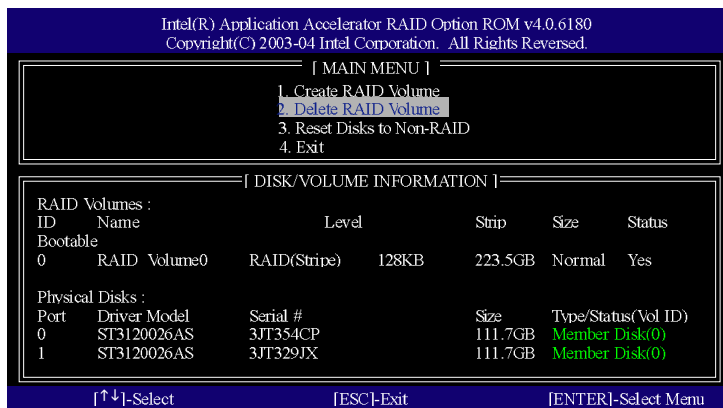 Intel(R) Application Accelerator RAID Option ROM v4.0.6180
Copyright(C) 2003-04 Intel Corporation. All Rights Reversed.
[ MAIN MENU ]
1. Create RAID Volume
2. Delete RAID Volume
3. Reset Disks to Non-RAID
4. Exit
[ DISK/VOLUME INFORMATION ]
RAID Volumes :
ID Name Level Strip Size Status
Bootable
0 RAID Volume0 RAID(Stripe) 128KB 223.5GB Normal Yes
Physical Disks :
Port Driver Model Serial # Size Type/Status(Vol ID)
0 ST3120026AS 3JT354CP 111.7GB Member Disk(0)
1 ST3120026AS 3JT329JX 111.7GB Member Disk(0)
[↑↓]-Select [ESC]-Exit [ENTER]-Select Menu